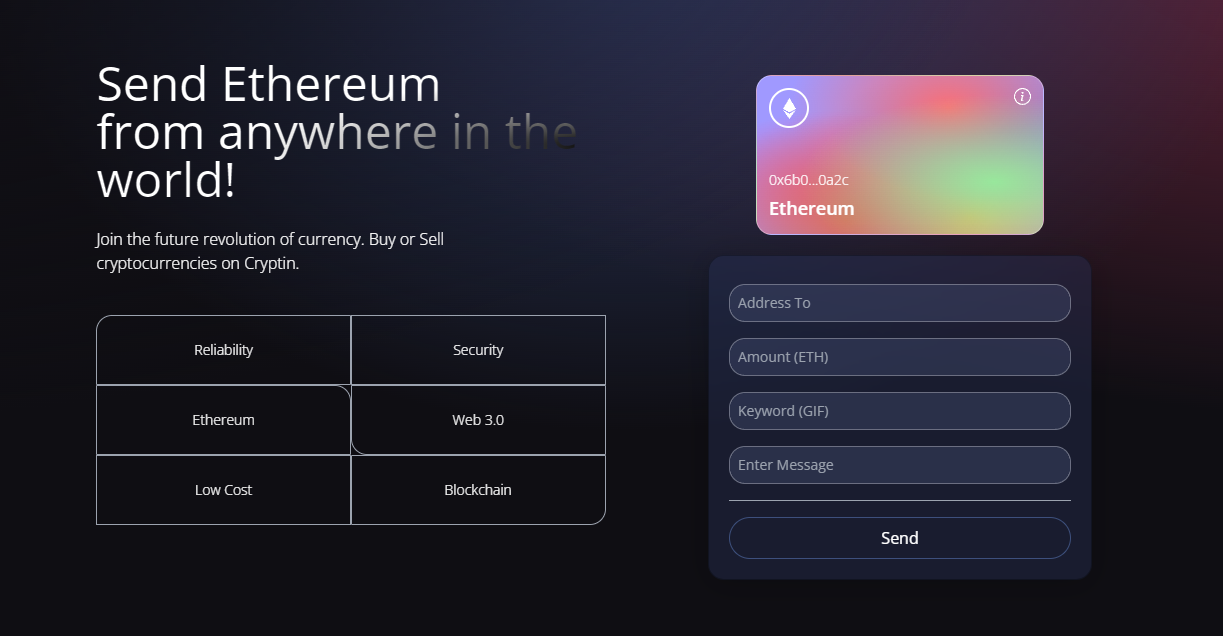 Send Ethereum
from anywhere in the
world!
Join the future revolution of currency. Buy or Sell
cryptocurrencies on Cryptin.
Reliability
Security
Ethereum
Web 3.0
Low Cost
Blockchain
i
0x6b0...0a2c
Ethereum
Address To
Amount (ETH)
Keyword (GIF)
Enter Message
Send